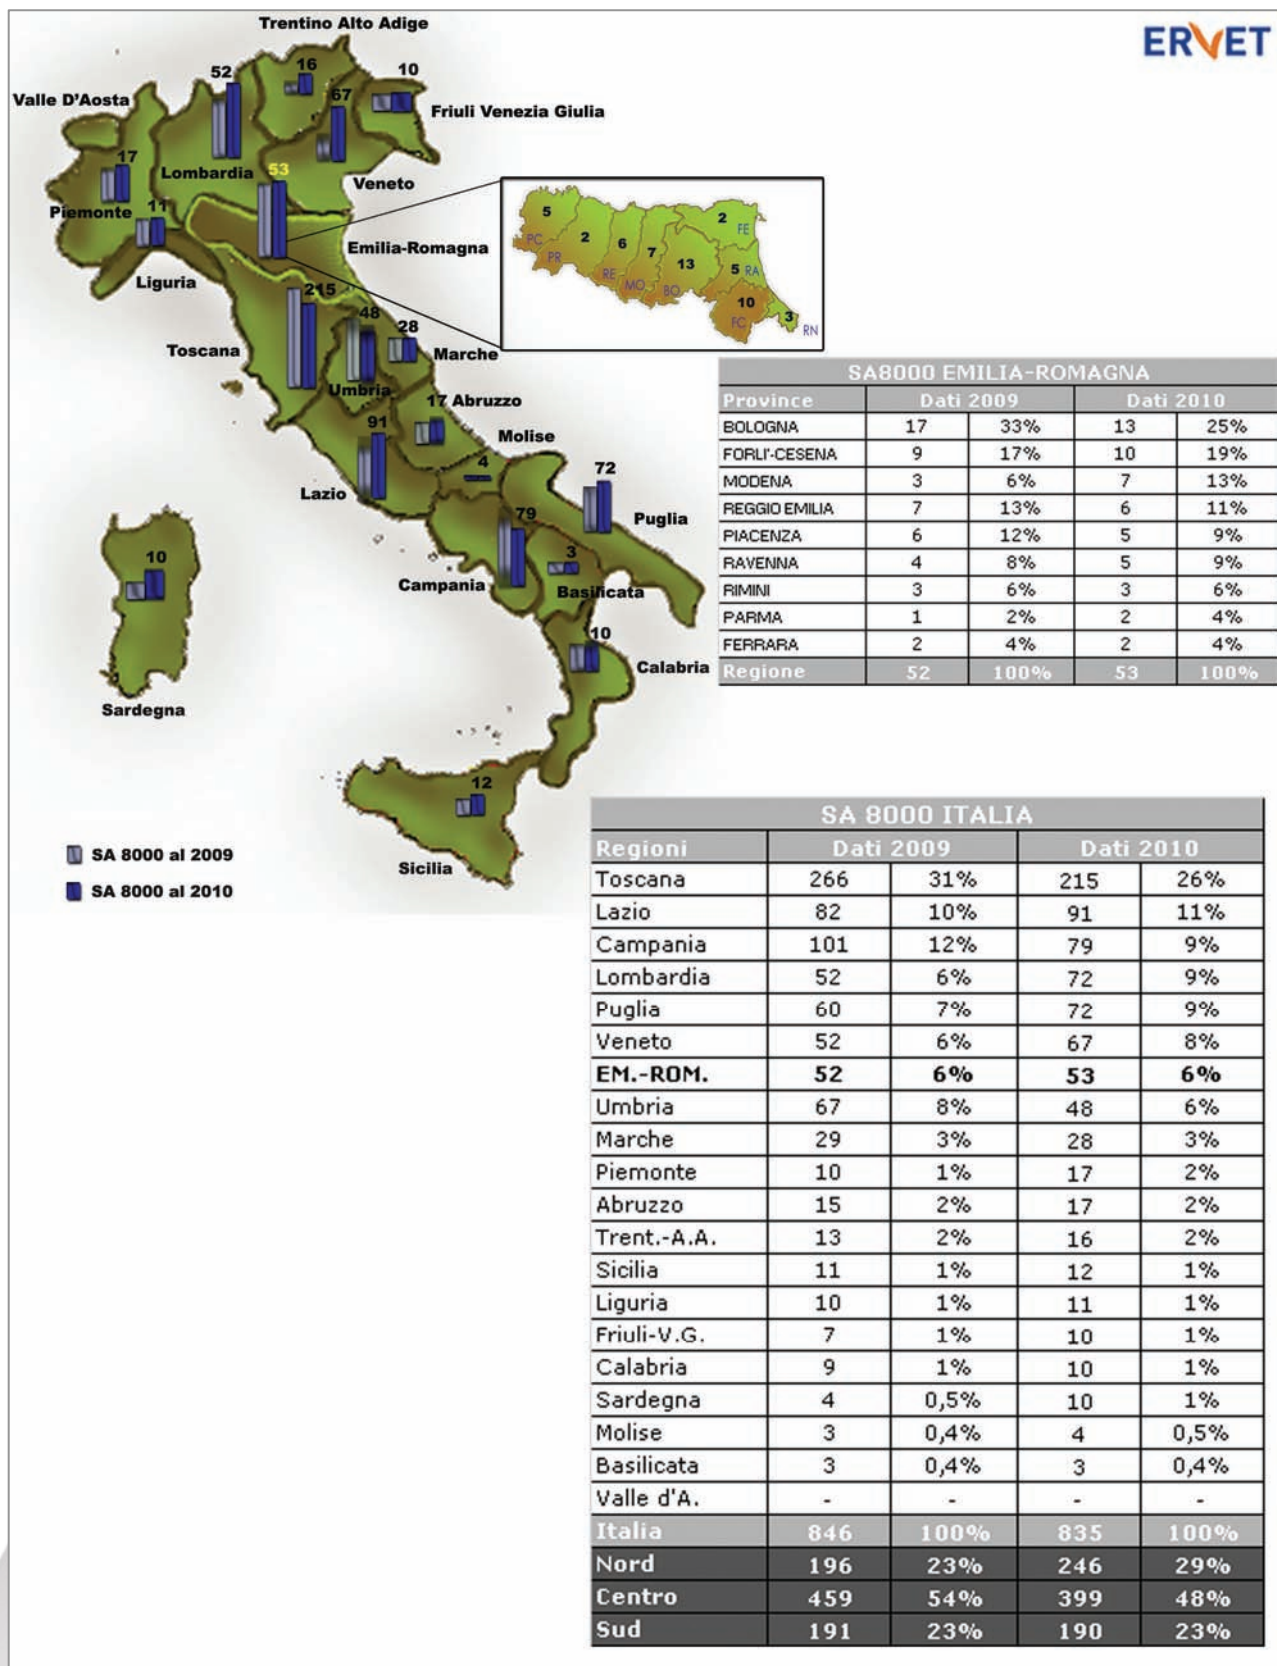 ERVET
Trentino Alto Adige
52
16
10
Valle D'Aosta
67
Friuli Venezia Giulia
17
Lombardia
53
Veneto
Piemonte
11
Emilia-Romagna
Liguria
5
2
FE
PC
2
6
7
PR
13
5
RA
RE
MO
BO
10
FC
3
RN
215
48
28
Toscana
Marche
Umbria
17 Abruzzo
91
Molise
4
72
Lazio
Puglia
79
3
Campania
Basilicata
10
10
Calabria
Sardegna
12
Sicilia
SA 8000 al 2009
SA 8000 al 2010
SA8000 EMILIA-ROMAGNA
Province Dati 2009 Dati 2010
BOLOGNA 17 33% 13 25%
FORLI'-CESENA 9 17% 10 19%
MODENA 3 6% 7 13%
REGGIO EMILIA 7 13% 6 11%
PIACENZA 6 12% 5 9%
RAVENNA 4 8% 5 9%
RIMINI 3 6% 3 6%
PARMA 1 2% 2 4%
FERRARA 2 4% 2 4%
Regione 52 100% 53 100%
SA 8000 ITALIA
Regioni Dati 2009 Dati 2010
Toscana 266 31% 215 26%
Lazio 82 10% 91 11%
Campania 101 12% 79 9%
Lombardia 52 6% 72 9%
Puglia 60 7% 72 9%
Veneto 52 6% 67 8%
EM.-ROM. 52 6% 53 6%
Umbria 67 8% 48 6%
Marche 29 3% 28 3%
Piemonte 10 1% 17 2%
Abruzzo 15 2% 17 2%
Trent.-A.A. 13 2% 16 2%
Sicilia 11 1% 12 1%
Liguria 10 1% 11 1%
Friuli-V.G. 7 1% 10 1%
Calabria 9 1% 10 1%
Sardegna 4 0,5% 10 1%
Molise 3 0,4% 4 0,5%
Basilicata 3 0,4% 3 0,4%
Valle d'A. - - - -
Italia 846 100% 835 100%
Nord 196 23% 246 29%
Centro 459 54% 399 48%
Sud 191 23% 190 23%